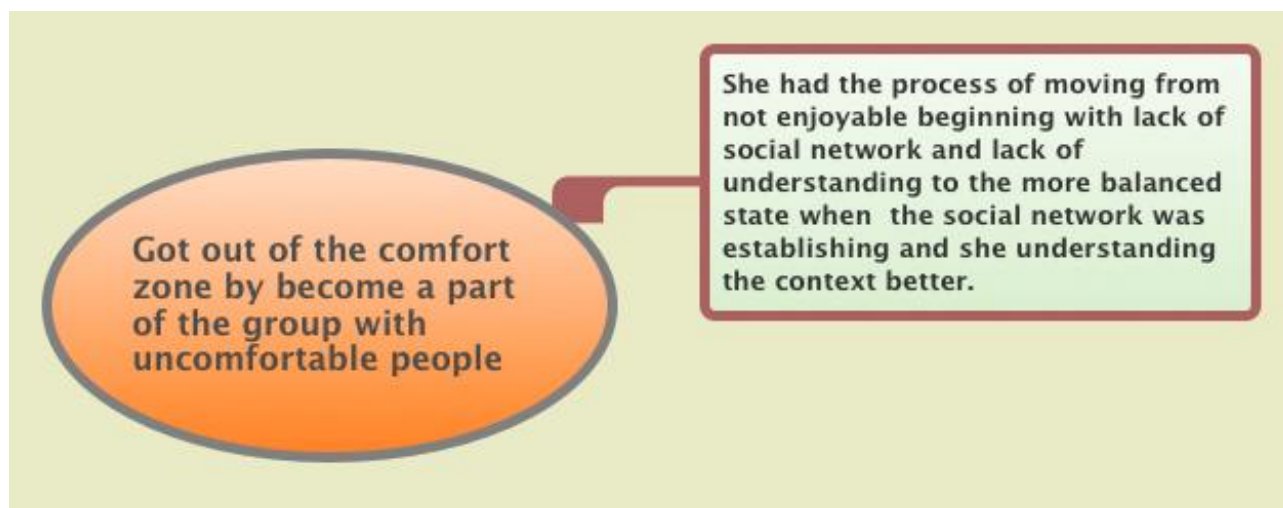 She had the process of moving from
not enjoyable beginning with lack of
social network and lack of
understanding to the more balanced
state when  the social network was
establishing and she understanding
the context better.
Got out of the comfort
zone by become a part
of the group with
uncomfortable people